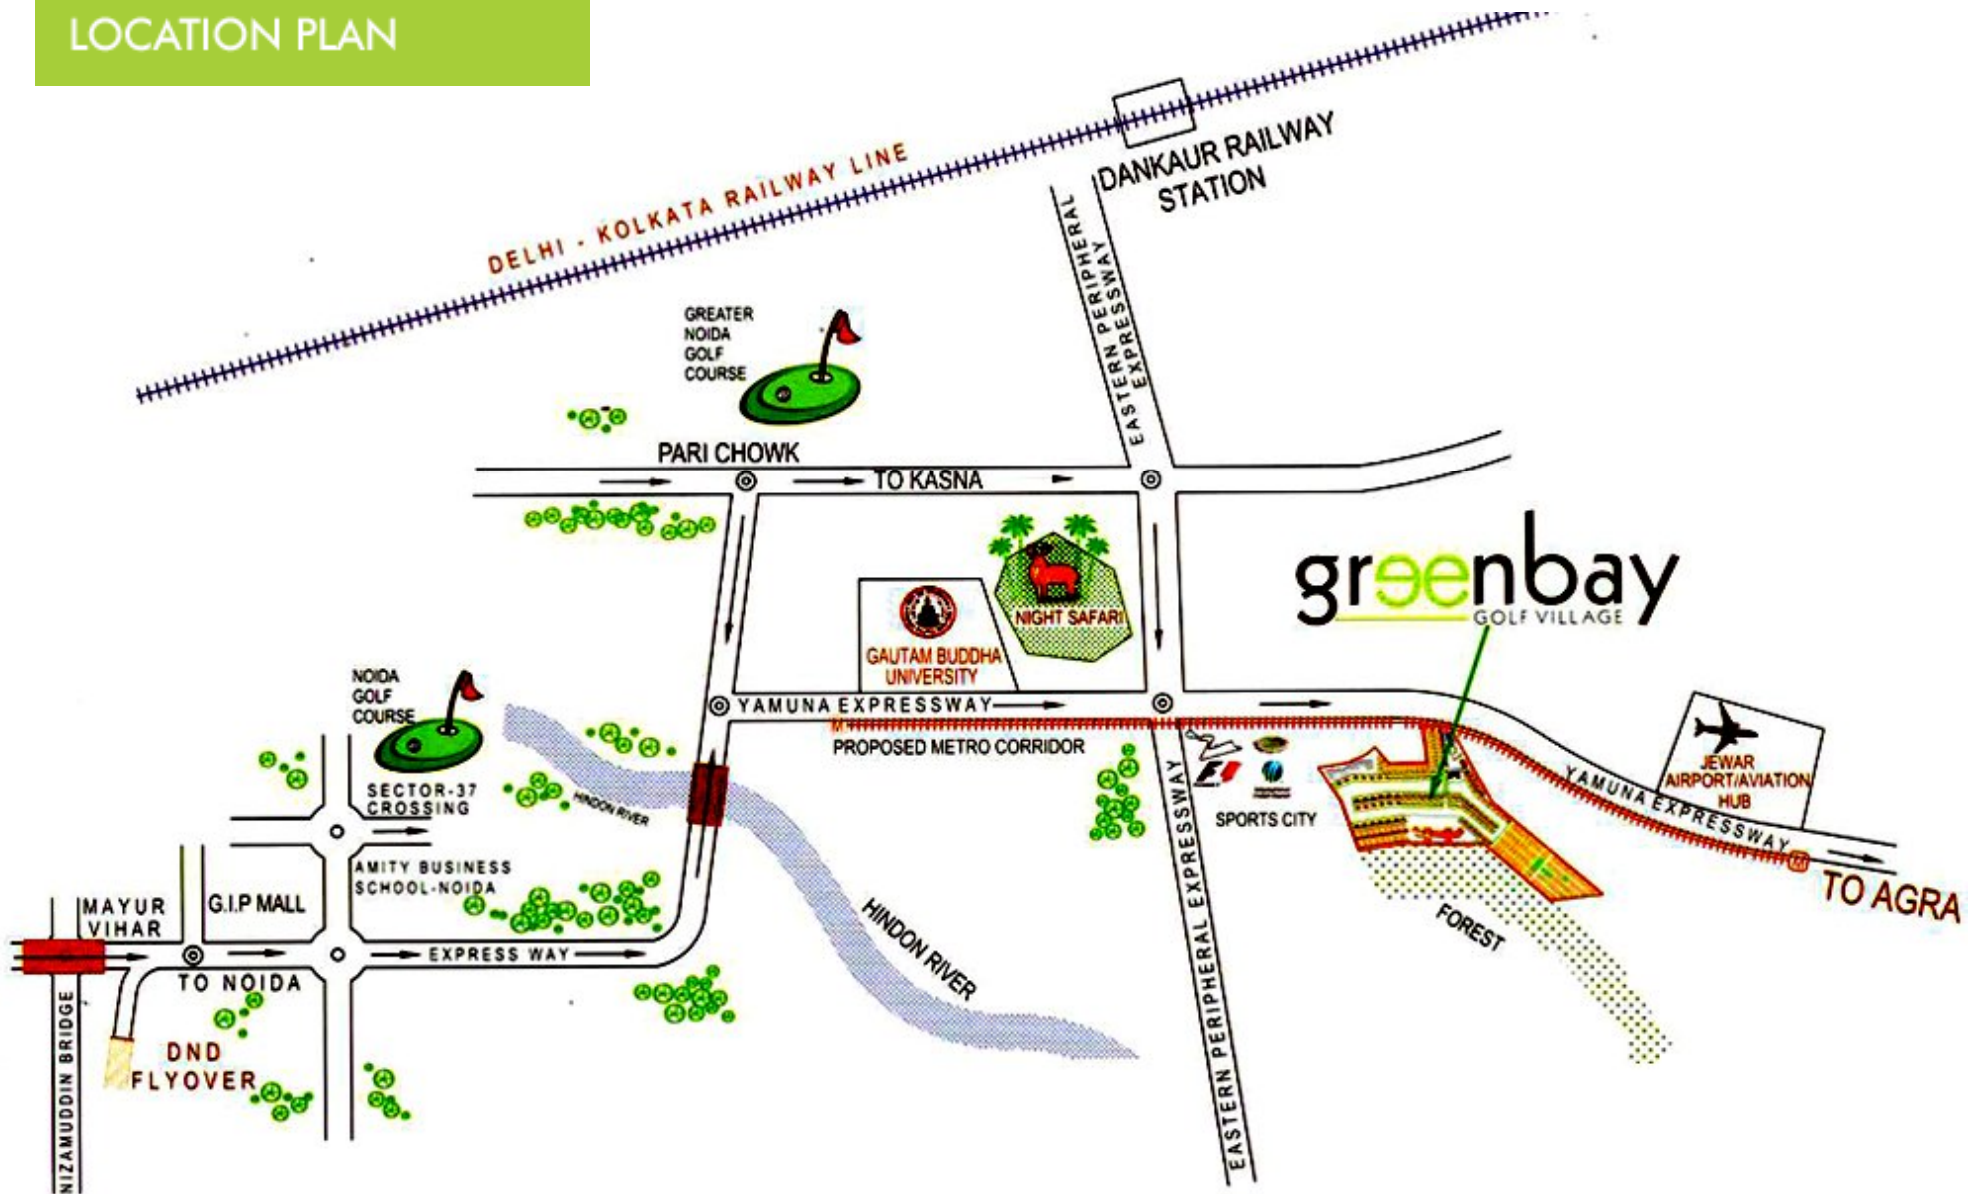 LOCATION PLAN
DELHI - KOLKATA RAILWAY LINE
DANKAUR RAILWAY
STATION
EASTERN PERIPHERAL
EXPRESSWAY
GREATER
NOIDA
GOLF
COURSE
PARI CHOWK
TO KASNA
greenbay
GOLF VILLAGE
NIGHT SAFARI
GAUTAM BUDDHA
UNIVERSITY
NOIDA
GOLF
COURSE
YAMUNA EXPRESSWAY
M
PROPOSED METRO CORRIDOR
JEWAR
AIRPORT/AVIATION
HUB
YAMUNA EXPRESSWAY
SPORTS CITY
HINDON RIVER
SECTOR-37
CROSSING
AMITY BUSINESS
SCHOOL-NOIDA
MAYUR
VIHAR
G.I.P MALL
TO AGRA
FOREST
HINDON RIVER
EXPRESS WAY
TO NOIDA
EASTERN PERIPHERAL EXPRESSWAY
DND
FLYOVER
NIZAMUDDIN BRIDGE